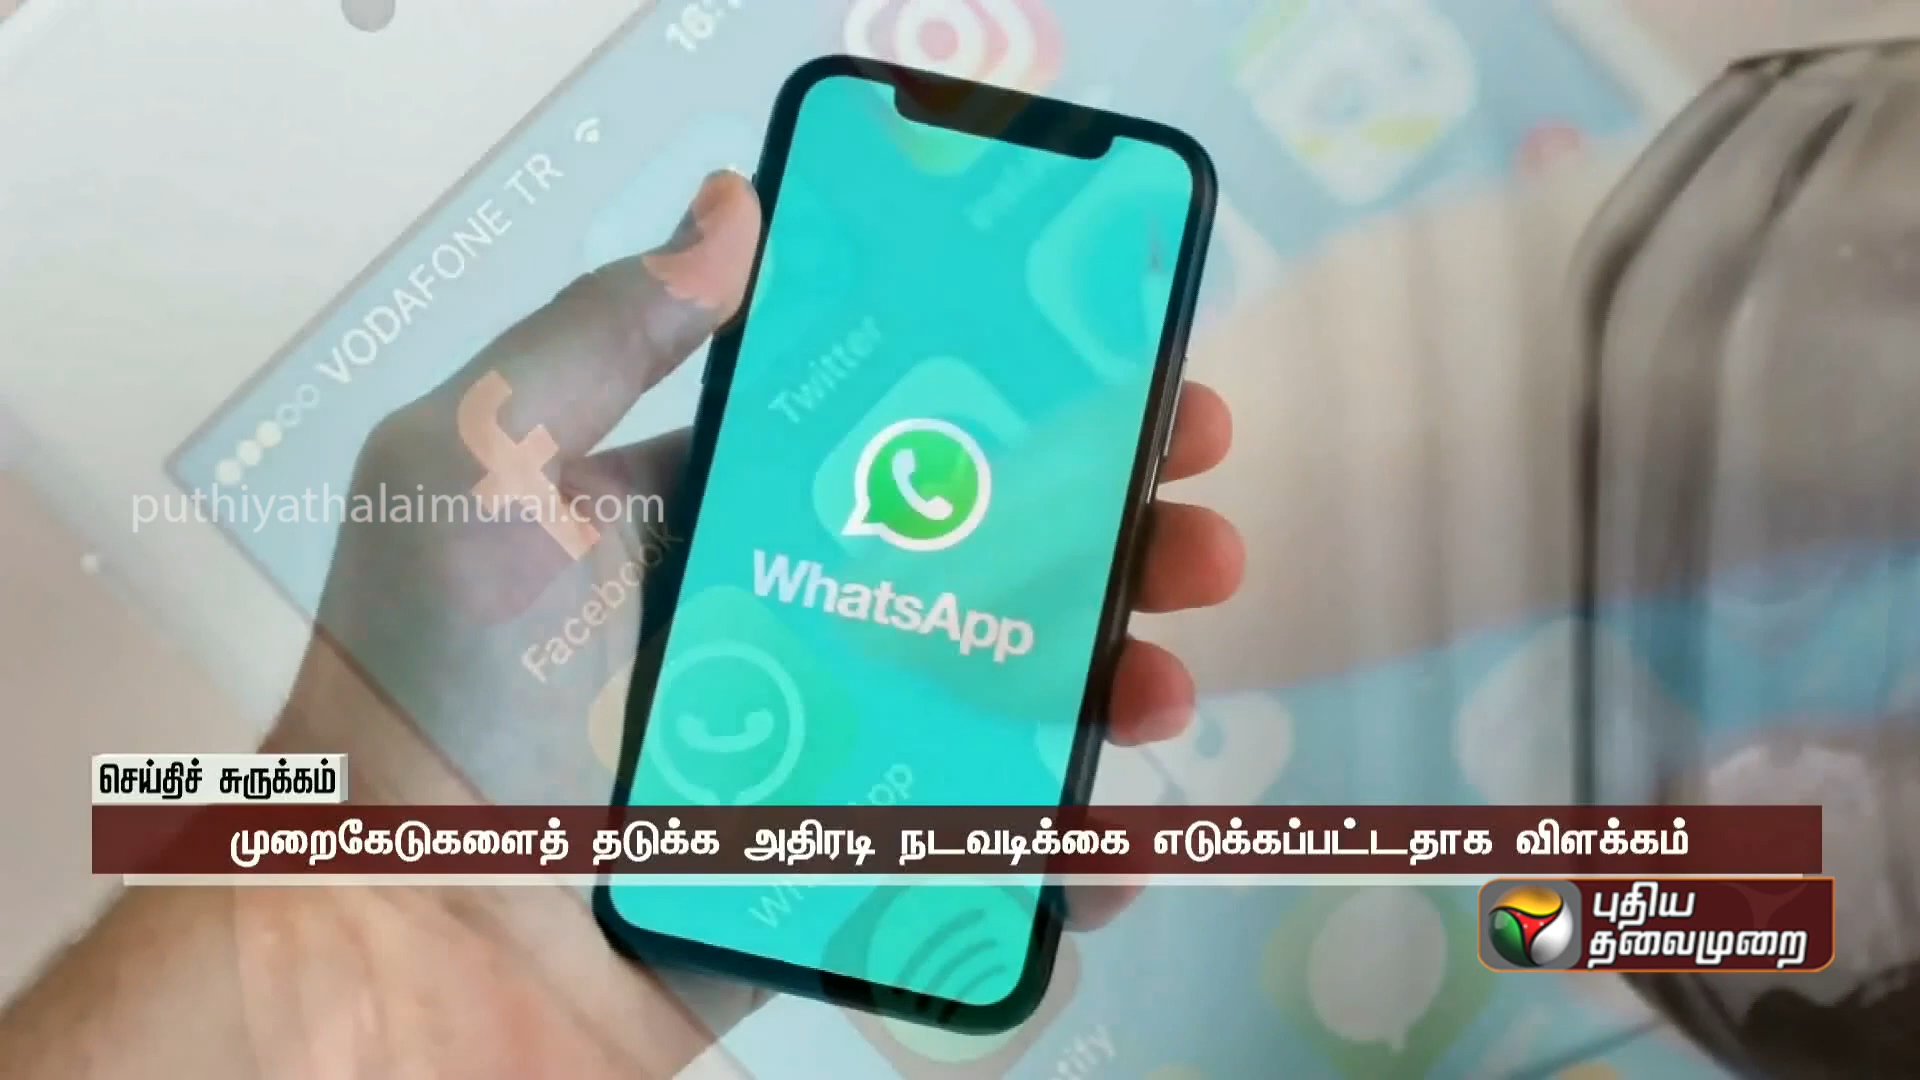 16:
VODAFONE TR
Twitter
puthiyathalaimurai.com
Facebook
WhatsApp
செய்திச் சுருக்கம்
முறைகேடுகளைத் தடுக்க அதிரடி நடவடிக்கை எடுக்கப்பட்டதாக விளக்கம்
புதிய
தலைமுறை